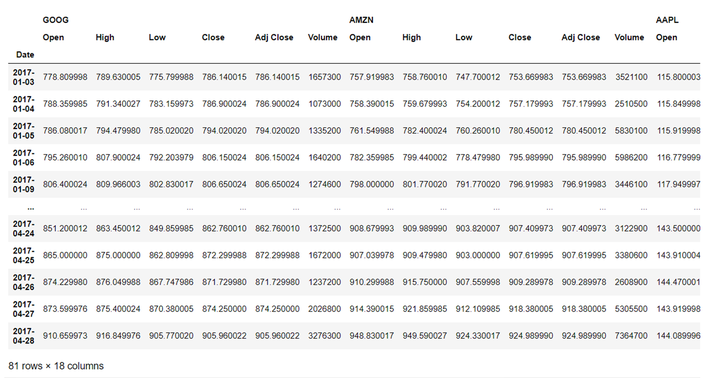 GOOG AMZN AAPL
Open High Low Close Adj Close Volume Open High Low Close Adj Close Volume Open
Date
2017-01-03 778.809998 789.630005 775.799988 786.140015 786.140015 1657300 757.919983 758.760010 747.700012 753.669983 753.669983 3521100 115.800003
2017-01-04 788.359985 791.340027 783.159973 786.900024 786.900024 1073000 758.390015 759.679993 754.200012 757.179993 757.179993 2510500 115.849998
2017-01-05 786.080017 794.479980 785.020020 794.020020 794.020020 1335200 761.549988 782.400024 760.260010 780.450012 780.450012 5830100 115.919998
2017-01-06 795.260010 807.900024 792.203979 806.150024 806.150024 1640200 782.359985 799.440002 778.479980 795.989990 795.989990 5986200 116.779999
2017-01-09 806.400024 809.966003 802.830017 806.650024 806.650024 1274600 798.000000 801.770020 791.770020 796.919983 796.919983 3446100 117.949997
... ... ... ... ... ... ... ... ... ... ... ... ... ...
2017-04-24 851.200012 863.450012 849.859985 862.760010 862.760010 1372500 908.679993 909.989990 903.820007 907.409973 907.409973 3122900 143.500000
2017-04-25 865.000000 875.000000 862.809998 872.299988 872.299988 1672000 907.039978 909.479980 903.000000 907.619995 907.619995 3380600 143.910004
2017-04-26 874.229980 876.049988 867.747986 871.729980 871.729980 1237200 910.299988 915.750000 907.559998 909.289978 909.289978 2608900 144.470001
2017-04-27 873.599976 875.400024 870.380005 874.250000 874.250000 2026800 914.390015 921.859985 912.109985 918.380005 918.380005 5305500 143.919998
2017-04-28 910.659973 916.849976 905.770020 905.960022 905.960022 3276300 948.830017 949.590027 924.330017 924.989990 924.989990 7364700 144.089996
81 rows × 18 columns